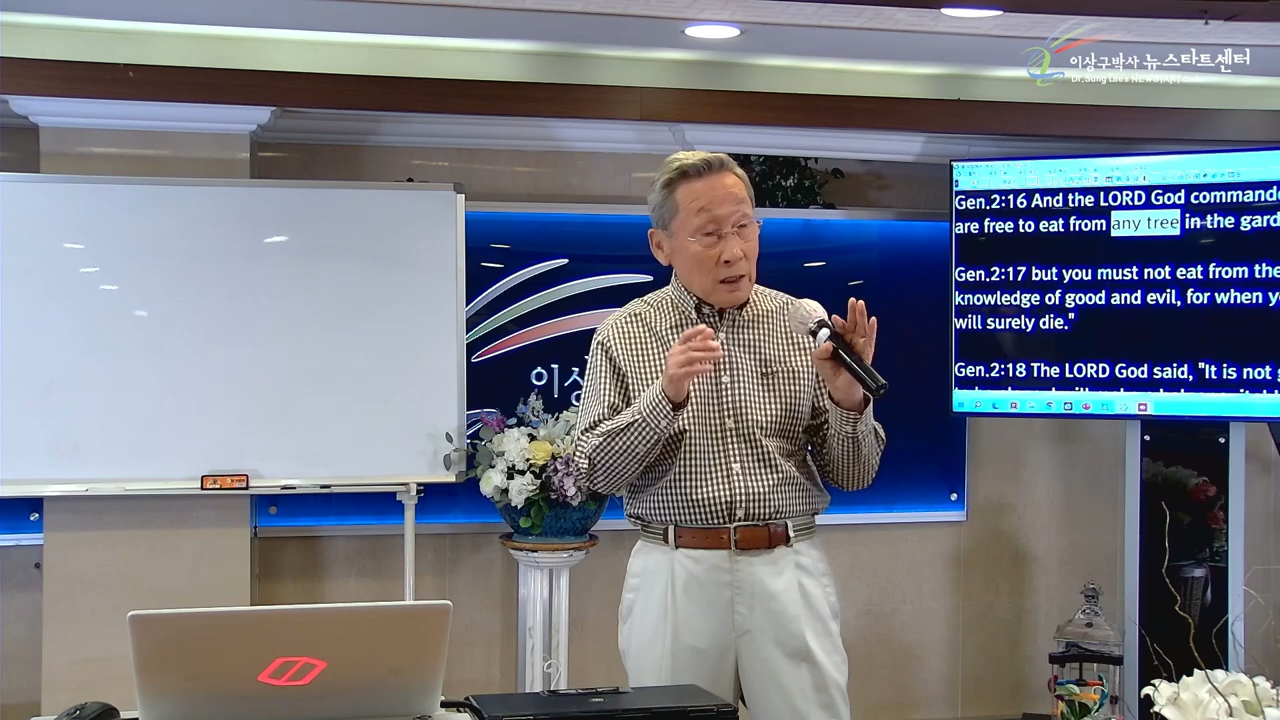 이상구박사 뉴스타트센터
Gen.2:16 And the LORD God command
are free to eat from any tree in the gard
Gen.2:17 but you must not eat from the
knowledge of good and evil, for when y
will surely die."
Gen.2:18 The LORD God said, "It is not
이상